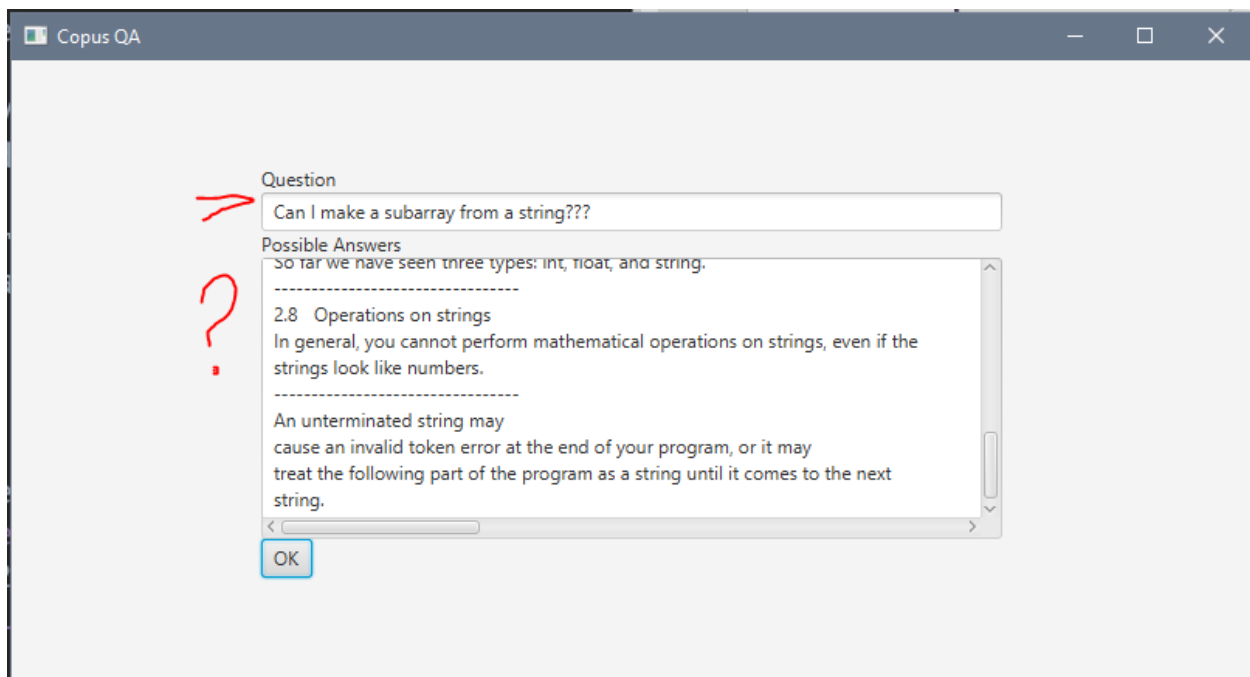 Copus QA
Question
Can I make a subarray from a string???
Possible Answers
So far we have seen three types: int, float, and string.
---------------------------------
2.8 Operations on strings
In general, you cannot perform mathematical operations on strings, even if the
strings look like numbers.
---------------------------------
An unterminated string may
cause an invalid token error at the end of your program, or it may
treat the following part of the program as a string until it comes to the next
string.
OK
?